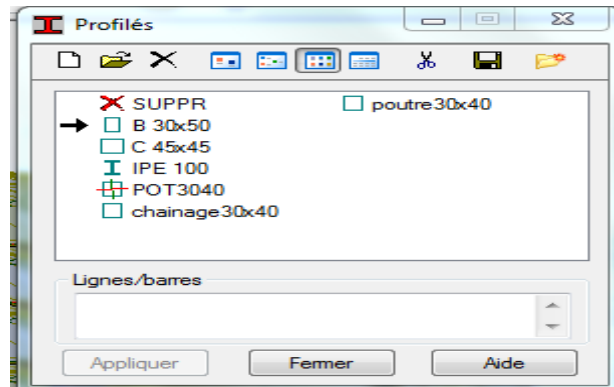 Profilés
SUPPR
B 30x50
C 45x45
IPE 100
POT3040
chainage30x40
poutre30x40
Lignes/barres
Appliquer Fermer Aide